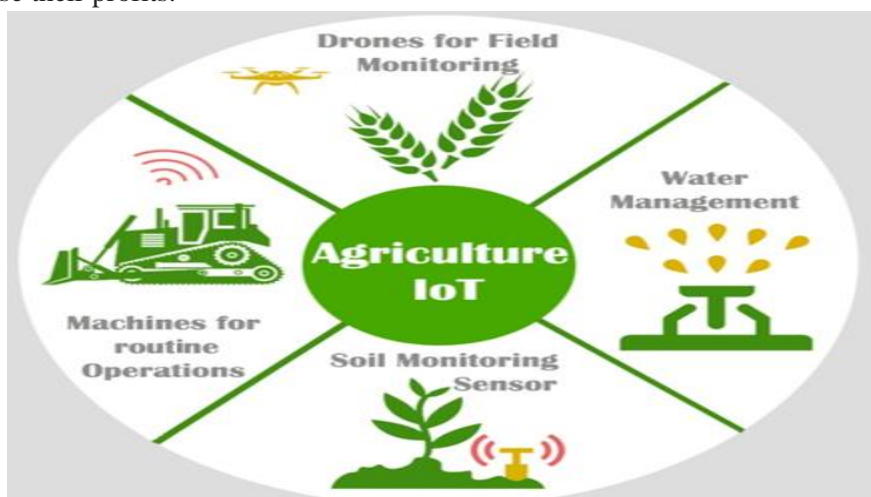 Drones for Field
Monitoring
Water
Management
Agriculture
IoT
Machines for
routine
Operations
Soil Monitoring
Sensor